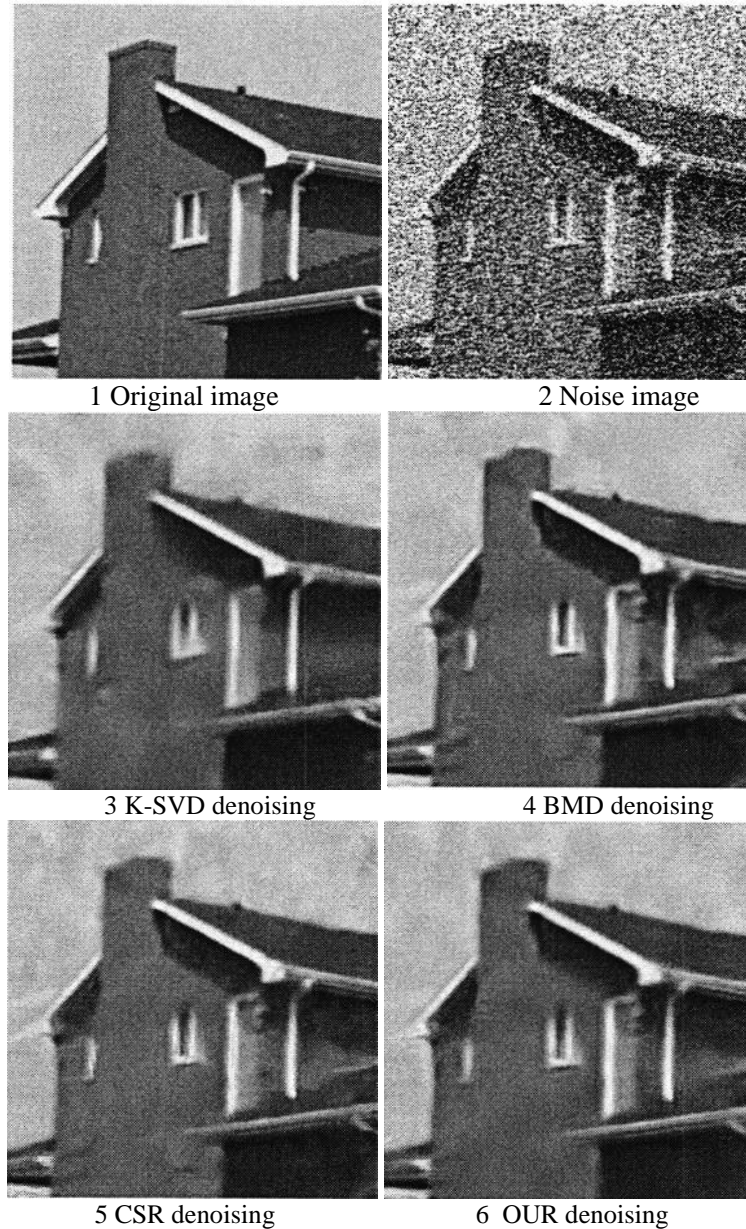 1 Original image
2 Noise image
3 K-SVD denoising
4 BMD denoising
5 CSR denoising
6 OUR denoising